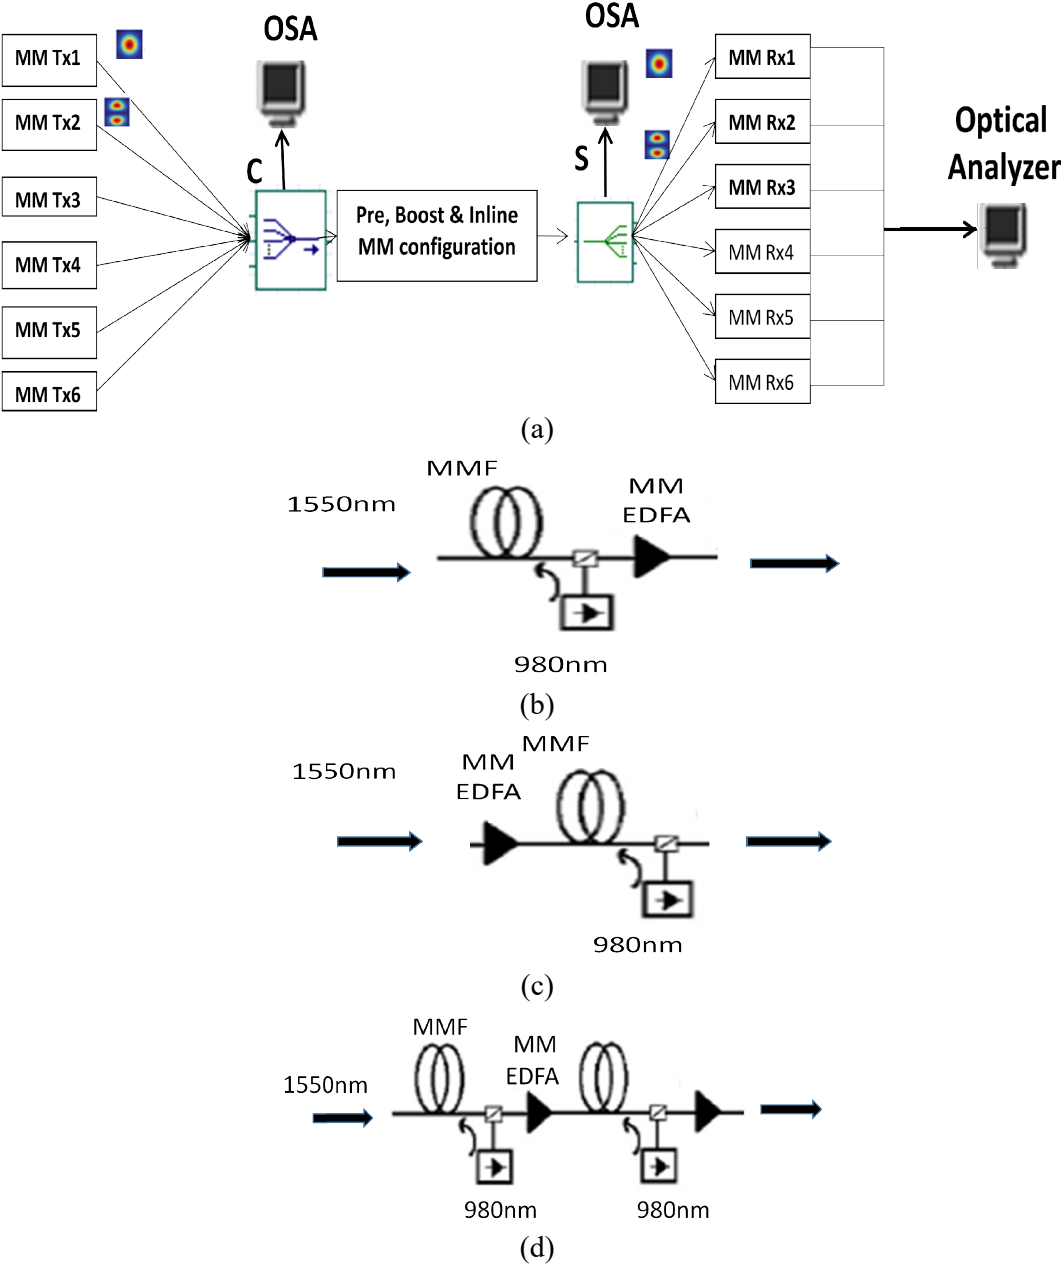 OSA
OSA
MM Tx1
MM Tx2
MM Tx3
MM Tx4
MM Tx5
MM Tx6
C
Pre, Boost & Inline
MM configuration
S
MM Rx1
MM Rx2
MM Rx3
MM Rx4
MM Rx5
MM Rx6
Optical
Analyzer
(a)
MMF
1550nm
MM
EDFA
980nm
(b)
MMF
1550nm
MM
EDFA
980nm
(c)
MMF
MM
EDFA
1550nm
980nm
980nm
(d)